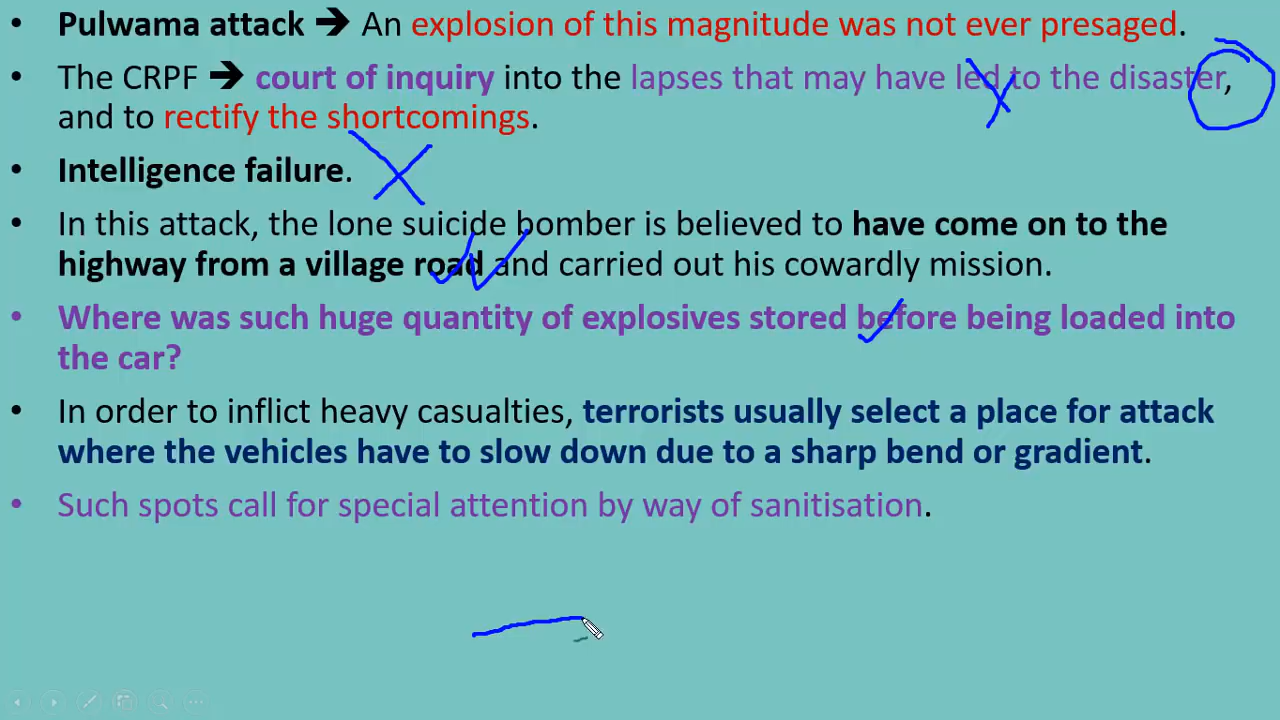 • Pulwama attack ➔ An explosion of this magnitude was not ever presaged.
• The CRPF ➔ court of inquiry into the lapses that may have led to the disaster,
and to rectify the shortcomings.
• Intelligence failure.
• In this attack, the lone suicide bomber is believed to have come on to the
highway from a village road and carried out his cowardly mission.
• Where was such huge quantity of explosives stored before being loaded into
the car?
• In order to inflict heavy casualties, terrorists usually select a place for attack
where the vehicles have to slow down due to a sharp bend or gradient.
• Such spots call for special attention by way of sanitisation.